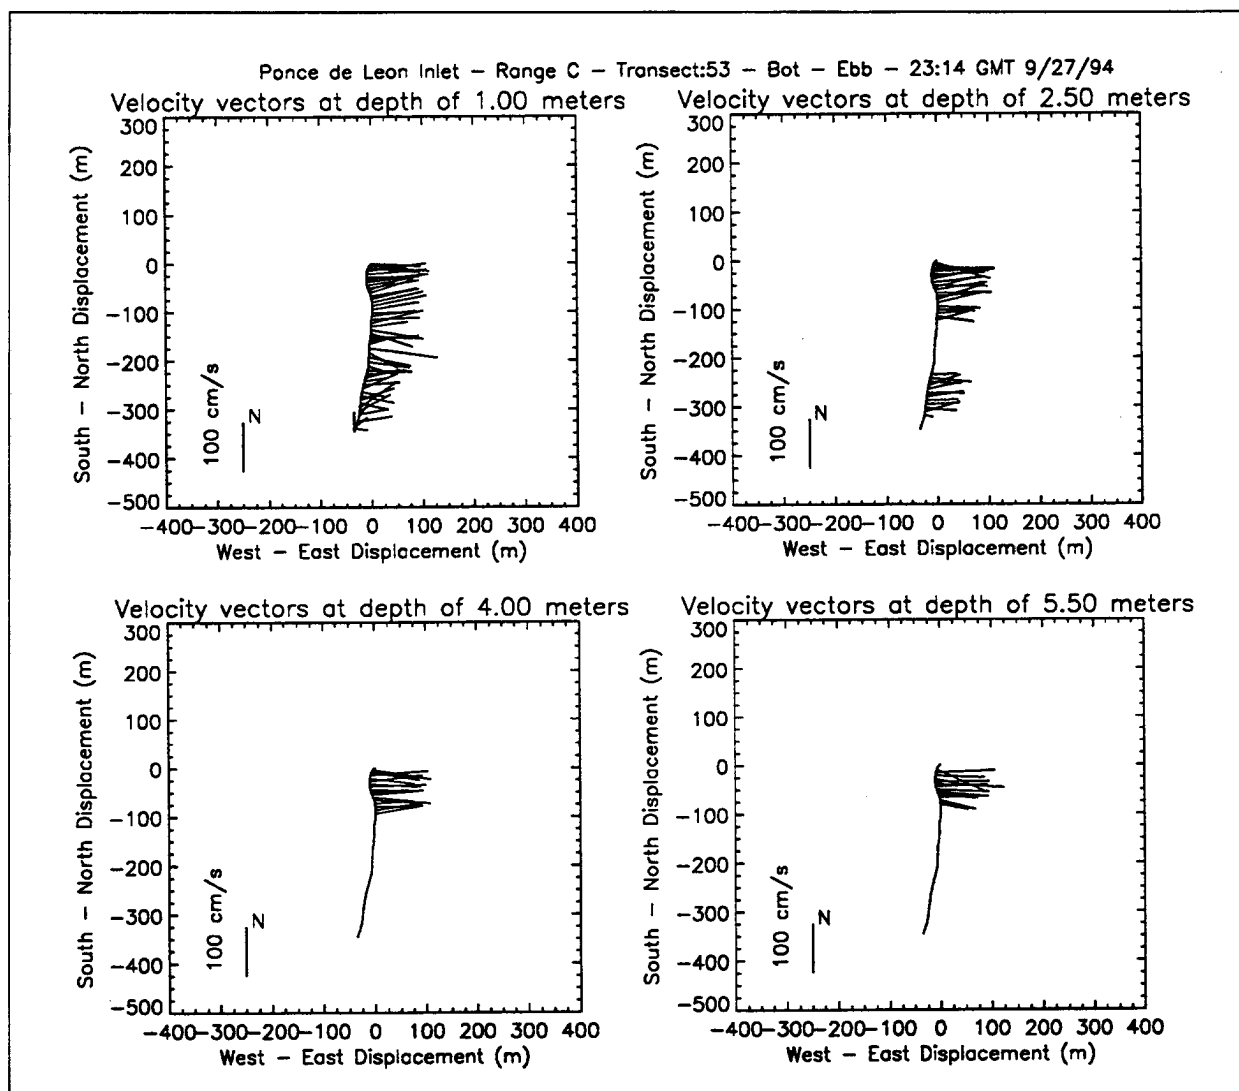 Ponce de Leon Inlet – Range C – Transect:53 – Bot – Ebb – 23:14 GMT 9/27/94
Velocity vectors at depth of 1.00 meters
300
200
100
0
−100
−200
−300
−400
−500
South – North Displacement (m)
100 cm/s
N
−400−300−200−100 0 100 200 300 400
West – East Displacement (m)
Velocity vectors at depth of 2.50 meters
300
200
100
0
−100
−200
−300
−400
−500
South – North Displacement (m)
100 cm/s
N
−400−300−200−100 0 100 200 300 400
West – East Displacement (m)
Velocity vectors at depth of 4.00 meters
300
200
100
0
−100
−200
−300
−400
−500
South – North Displacement (m)
100 cm/s
N
−400−300−200−100 0 100 200 300 400
West – East Displacement (m)
Velocity vectors at depth of 5.50 meters
300
200
100
0
−100
−200
−300
−400
−500
South – North Displacement (m)
100 cm/s
N
−400−300−200−100 0 100 200 300 400
West – East Displacement (m)